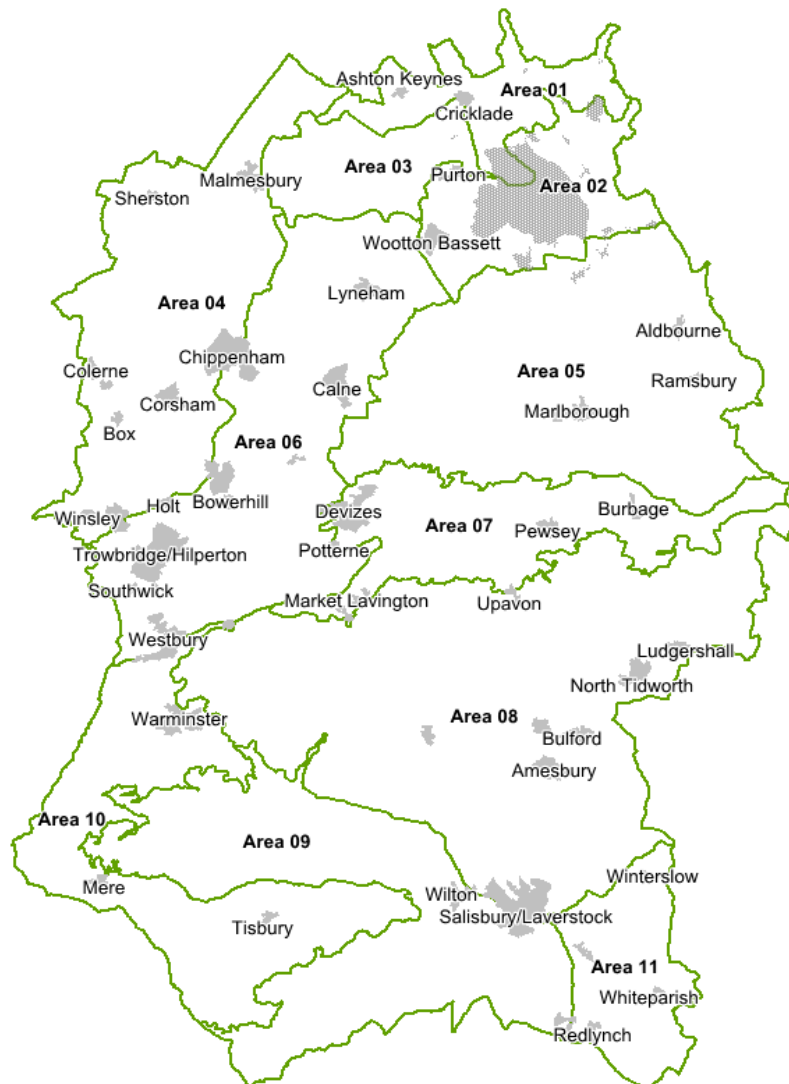 Ashton Keynes
Area 01
Cricklade
Area 03
Malmesbury
Purton
Area 02
Sherston
Wootton Bassett
Lyneham
Area 04
Aldbourne
Chippenham
Colerne
Area 05
Ramsbury
Calne
Corsham
Marlborough
Box
Area 06
Bowerhill
Holt
Burbage
Devizes
Winsley
Area 07
Pewsey
Potterne
Trowbridge/Hilperton
Southwick
Market Lavington
Upavon
Westbury
Ludgershall
North Tidworth
Warminster
Area 08
Bulford
Amesbury
Area 10
Area 09
Winterslow
Mere
Wilton
Salisbury/Laverstock
Tisbury
Area 11
Whiteparish
Redlynch